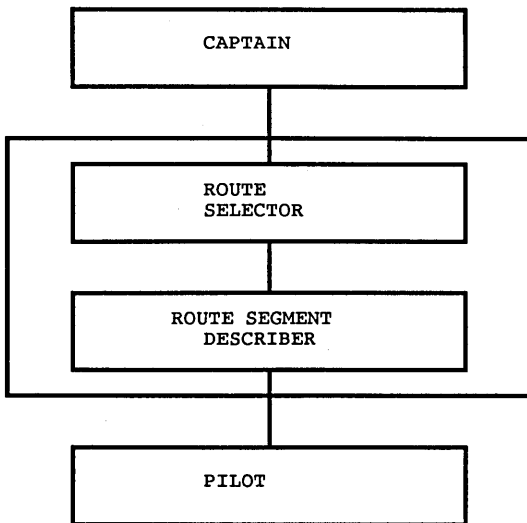 CAPTAIN
ROUTE
SELECTOR
ROUTE SEGMENT
DESCRIBER
PILOT